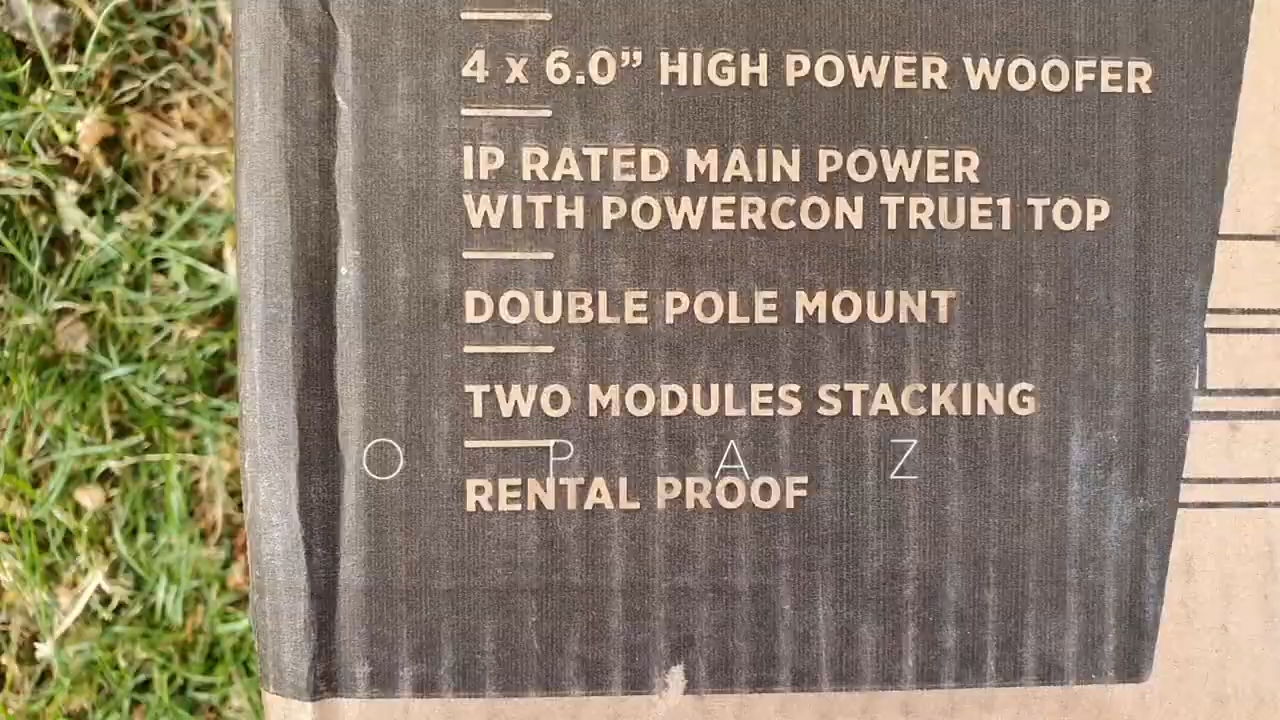 4 x 6.0” HIGH POWER WOOFER
IP RATED MAIN POWER
WITH POWERCON TRUE1 TOP
DOUBLE POLE MOUNT
TWO MODULES STACKING
O P A Z
RENTAL PROOF